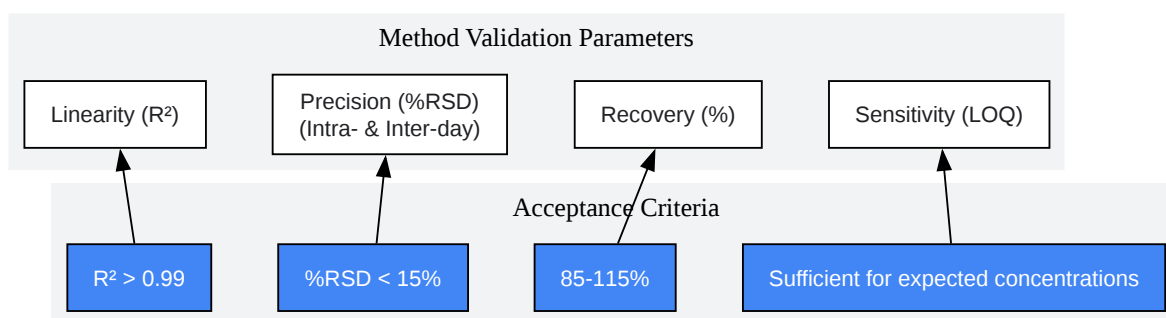 Method Validation Parameters
Linearity (R²)
Precision (%RSD)
(Intra- & Inter-day)
Recovery (%)
Sensitivity (LOQ)
Acceptance Criteria
R² > 0.99
%RSD < 15%
85-115%
Sufficient for expected concentrations